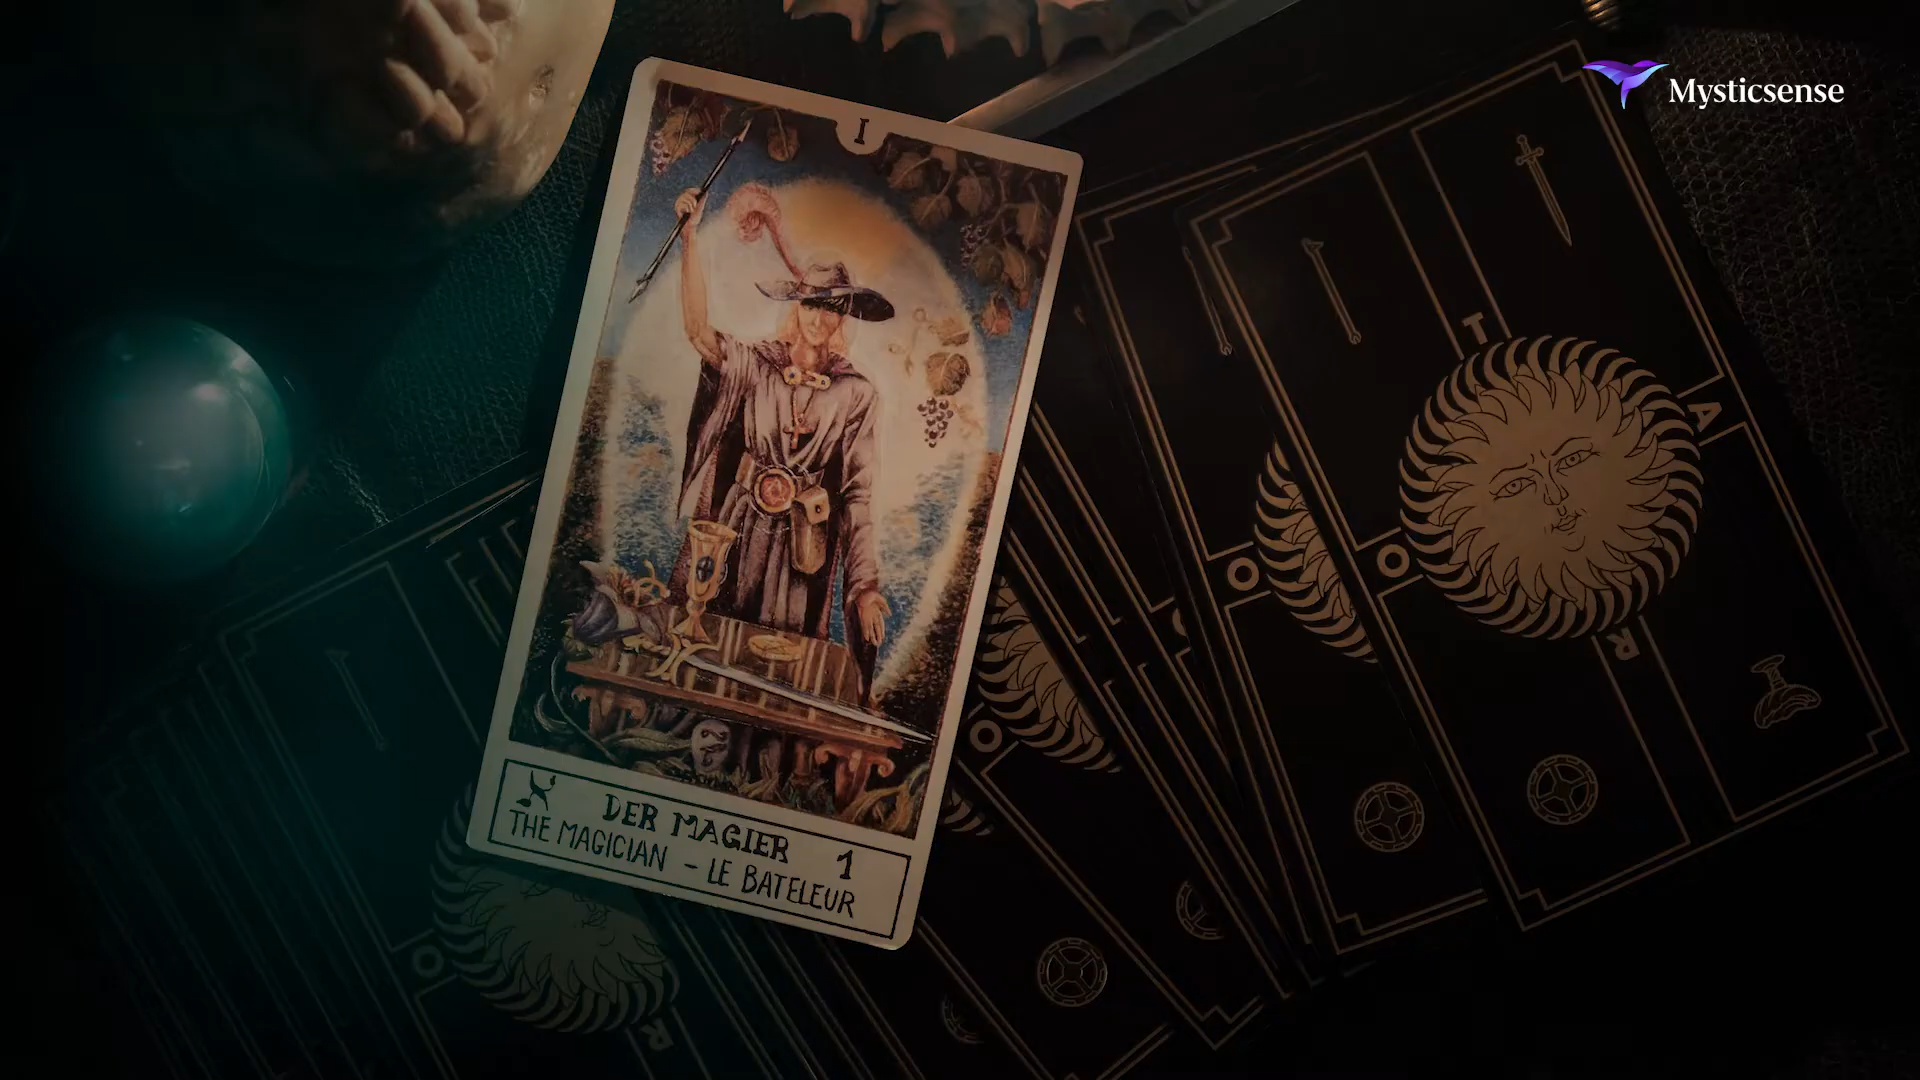 Mysticsense
I
DER MAGIER 1
THE MAGICIAN - LE BATELEUR
T
A
O
R
O
O
O
R